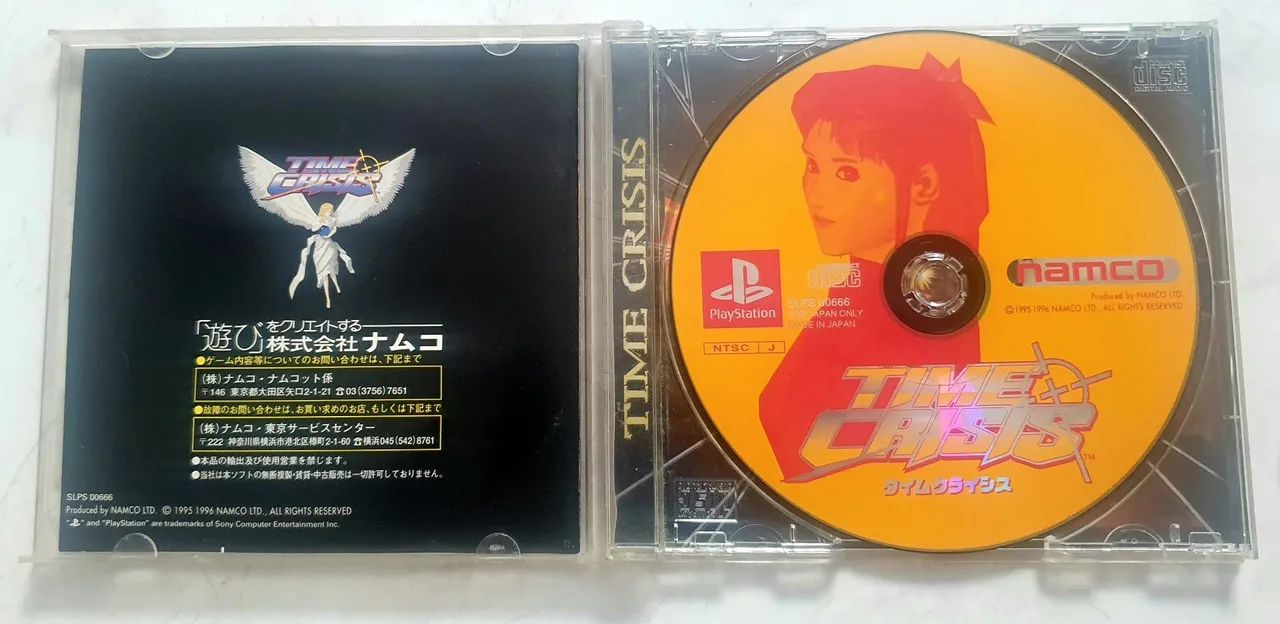 TIME
CRISIS
「遊び」をクリエイトする
株式会社ナムコ
●ゲーム内容等についてのお問い合わせは、下記まで
(株)ナムコ・ナムコット係
〒146 東京都大田区矢口2-1-21 ☎03(3756)7651
●故障のお問い合わせは、お買い求めのお店、もしくは下記まで
(株)ナムコ・東京サービスセンター
〒222 神奈川県横浜市港北区樽町2-1-60 ☎横浜045(542)8761
●本品の輸出及び使用営業を禁じます。
●当社は本ソフトの無断複製・賃貸・中古販売は一切許可しておりません。
SLPS 00666
Produced by NAMCO LTD. © 1995 1996 NAMCO LTD., ALL RIGHTS RESERVED
" " and "PlayStation" are trademarks of Sony Computer Entertainment Inc.
TIME CRISIS
COMPACT
disc
DIGITAL AUDIO
PlayStation
COMPACT
disc
SLPS 00666
FOR JAPAN ONLY
MADE IN JAPAN
NTSC J
namco
Produced by NAMCO LTD.
©1995 1996 NAMCO LTD., ALL RIGHTS RESERVED
TIME
CRISIS™
タイムクライシス